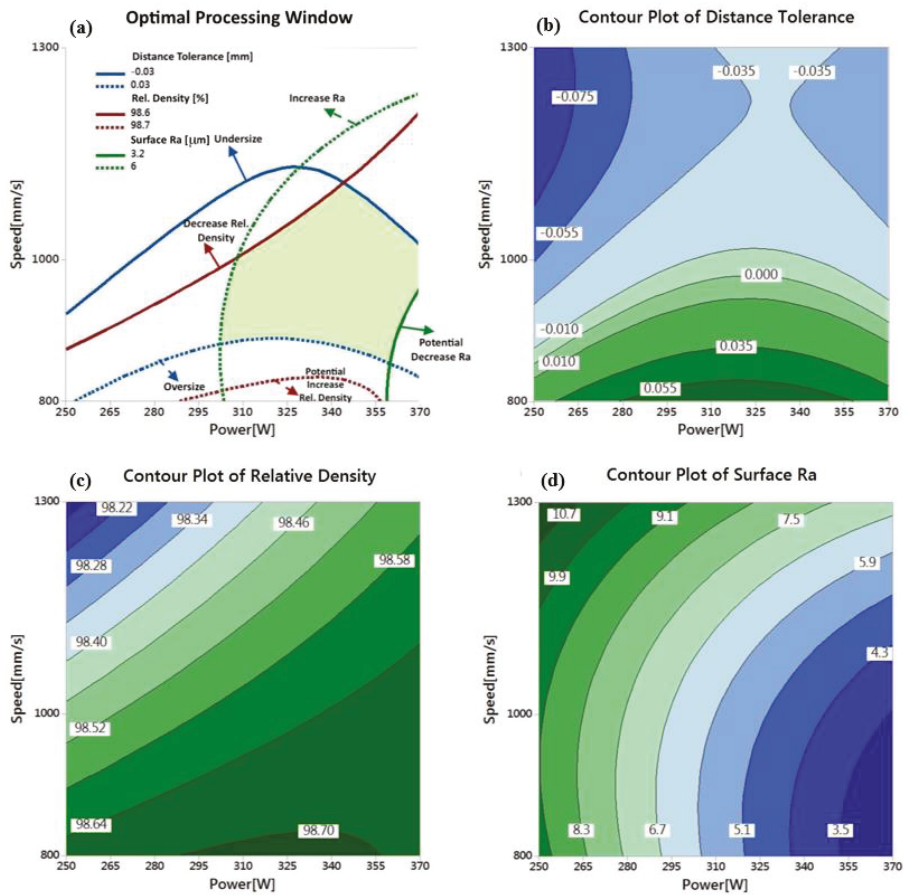 (a) Optimal Processing Window
1300
1000
800
Speed[mm/s]
Distance Tolerance [mm]
-0.03
0.03
Rel. Density [%]
98.6
98.7
Surface Ra [μm]
3.2
6
Increase Ra
Undersize
Decrease Rel.
Density
Potential
Decrease Ra
Oversize
Potential
Increase
Rel. Density
250 265 295 310 325 340 355 370
Power[W]
(b) Contour Plot of Distance Tolerance
1300
1000
800
Speed[mm/s]
-0.035 -0.035
-0.075
-0.055
0.000
-0.010
0.010
0.035
0.055
250 265 295 310 325 340 355 370
Power[W]
(c) Contour Plot of Relative Density
1300
1000
800
Speed[mm/s]
98.22
98.34
98.46
98.28
98.58
98.40
98.52
98.64
98.70
250 265 295 310 325 340 355 370
Power[W]
(d) Contour Plot of Surface Ra
1300
1000
800
Speed[mm/s]
10.7
9.1
7.5
9.9
5.9
4.3
8.3 6.7 5.1 3.5
250 265 295 310 325 340 355 370
Power[W]